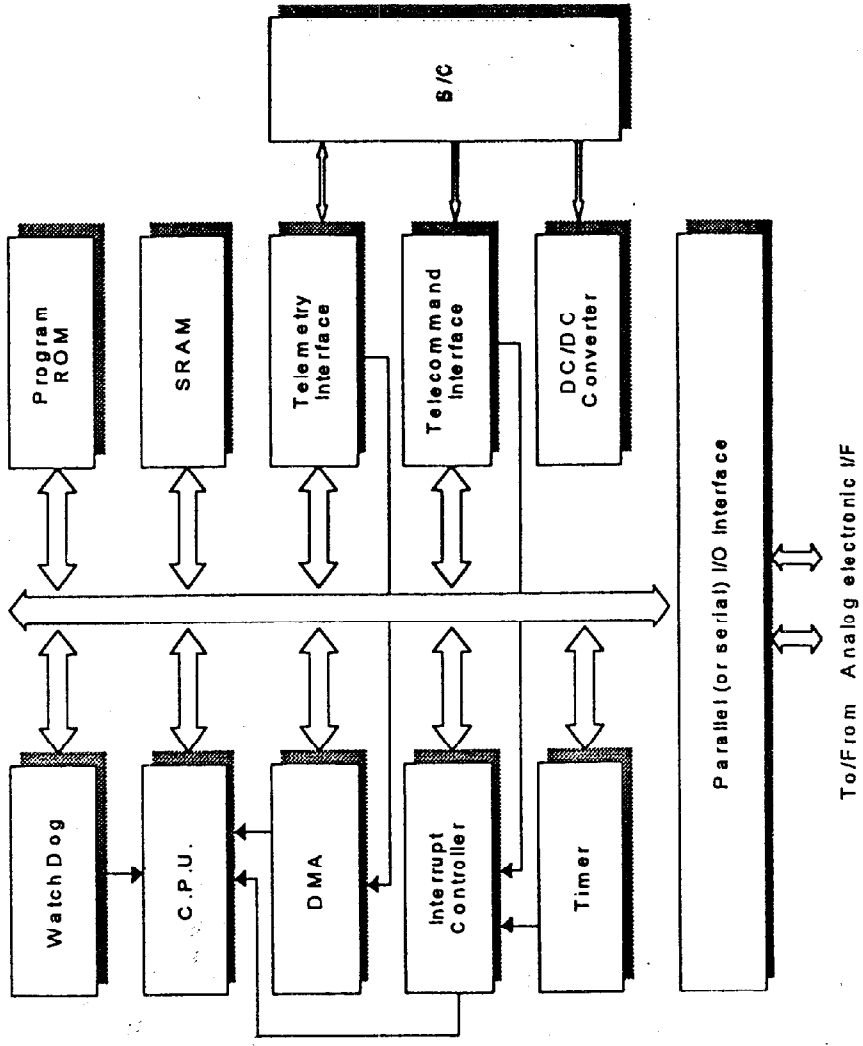 S/C
Program
ROM
SRAM
Telemetry
Interface
Telecommand
Interface
DC/DC
Converter
WatchDog
C.P.U.
DMA
Interrupt
Controller
Timer
Parallel (or serial) I/O Interface
To/From Analog electronic I/F